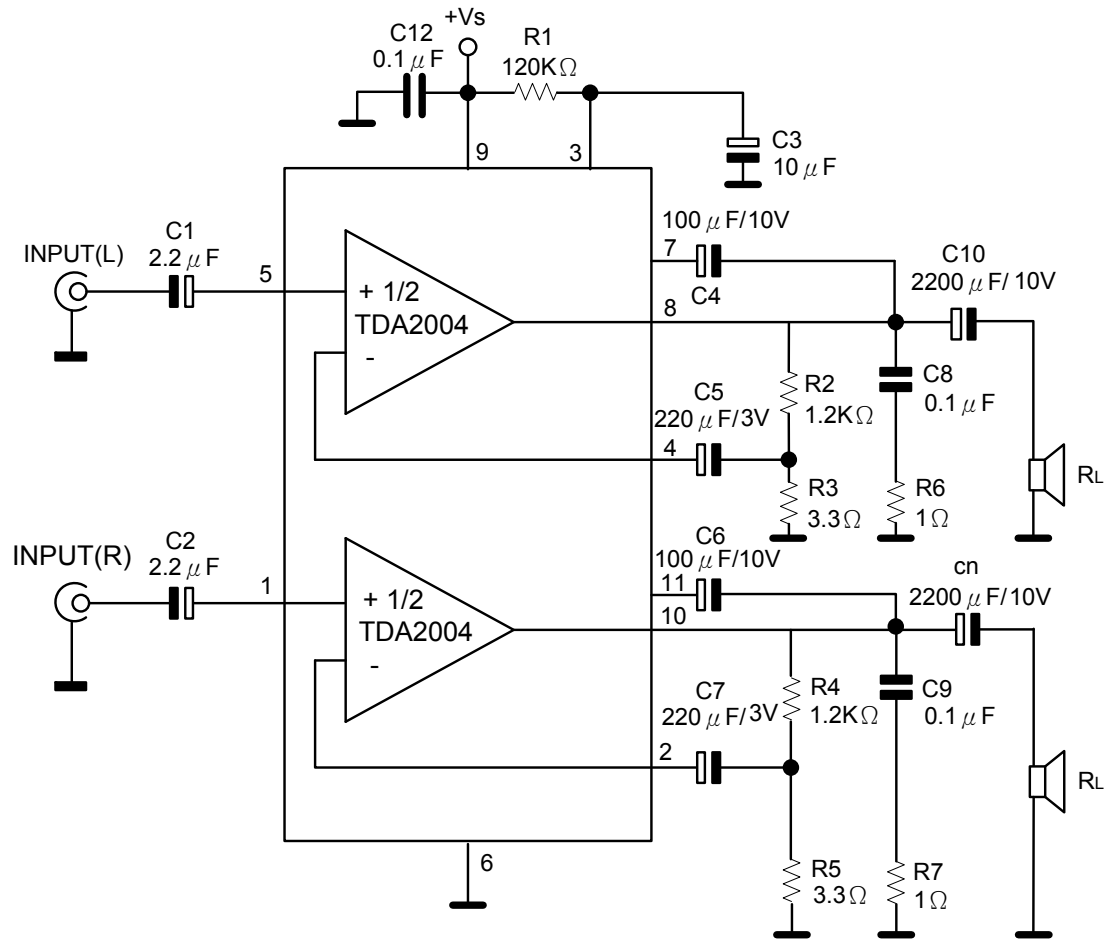 +Vs
C12
0.1μF
R1
120KΩ
9
3
C3
10μF
INPUT(L)
C1
2.2μF
5
+ 1/2
TDA2004
-
100μF/10V
7
C4
8
C10
2200μF/10V
R2
1.2KΩ
C8
0.1μF
C5
220μF/3V
4
R3
3.3Ω
R6
1Ω
RL
INPUT(R)
C2
2.2μF
1
+ 1/2
TDA2004
-
C6
100μF/10V
11
10
cn
2200μF/10V
C7
220μF/3V
2
R4
1.2KΩ
C9
0.1μF
RL
6
R5
3.3Ω
R7
1Ω